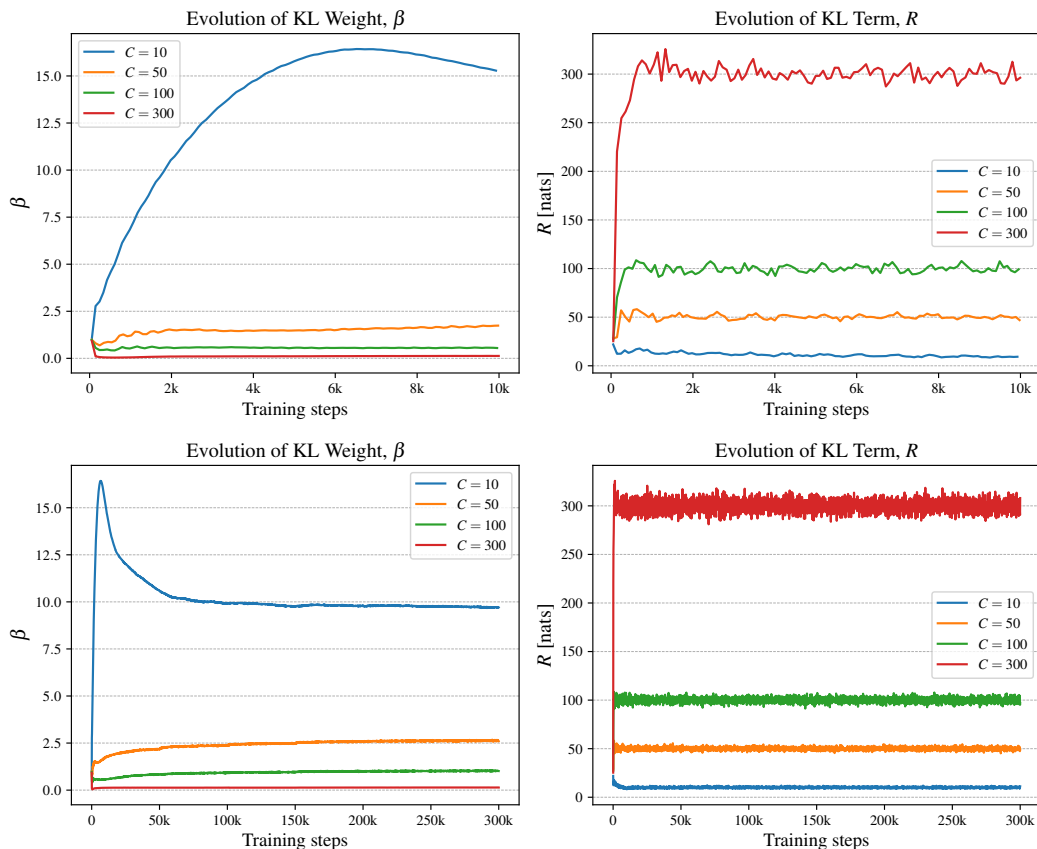 Evolution of KL Weight, β
C = 10
C = 50
C = 100
C = 300
15.0
12.5
10.0
7.5
5.0
2.5
0.0
β
0
2k
4k
6k
8k
10k
Training steps
Evolution of KL Term, R
300
250
200
150
100
50
0
R [nats]
C = 10
C = 50
C = 100
C = 300
0
2k
4k
6k
8k
10k
Training steps
Evolution of KL Weight, β
C = 10
C = 50
C = 100
C = 300
15.0
12.5
10.0
7.5
5.0
2.5
0.0
β
0
50k
100k
150k
200k
250k
300k
Training steps
Evolution of KL Term, R
300
250
200
150
100
50
0
R [nats]
C = 10
C = 50
C = 100
C = 300
0
50k
100k
150k
200k
250k
300k
Training steps